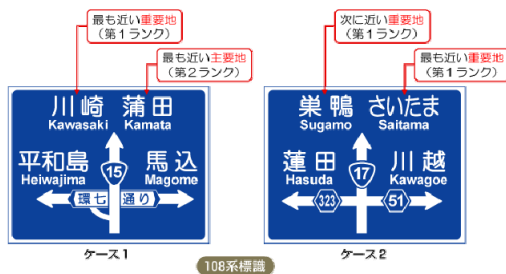 最も近い重要地
(第1ランク)
最も近い主要地
(第2ランク)
川崎 蒲田
Kawasaki Kamata
平和島 15 馬込
Heiwajima Magome
環七 通り
ケース1
次に近い重要地
(第1ランク)
最も近い重要地
(第1ランク)
巣鴨 さいたま
Sugamo Saitama
蓮田 17 川越
Hasuda Kawagoe
323 51
ケース2
108系標識